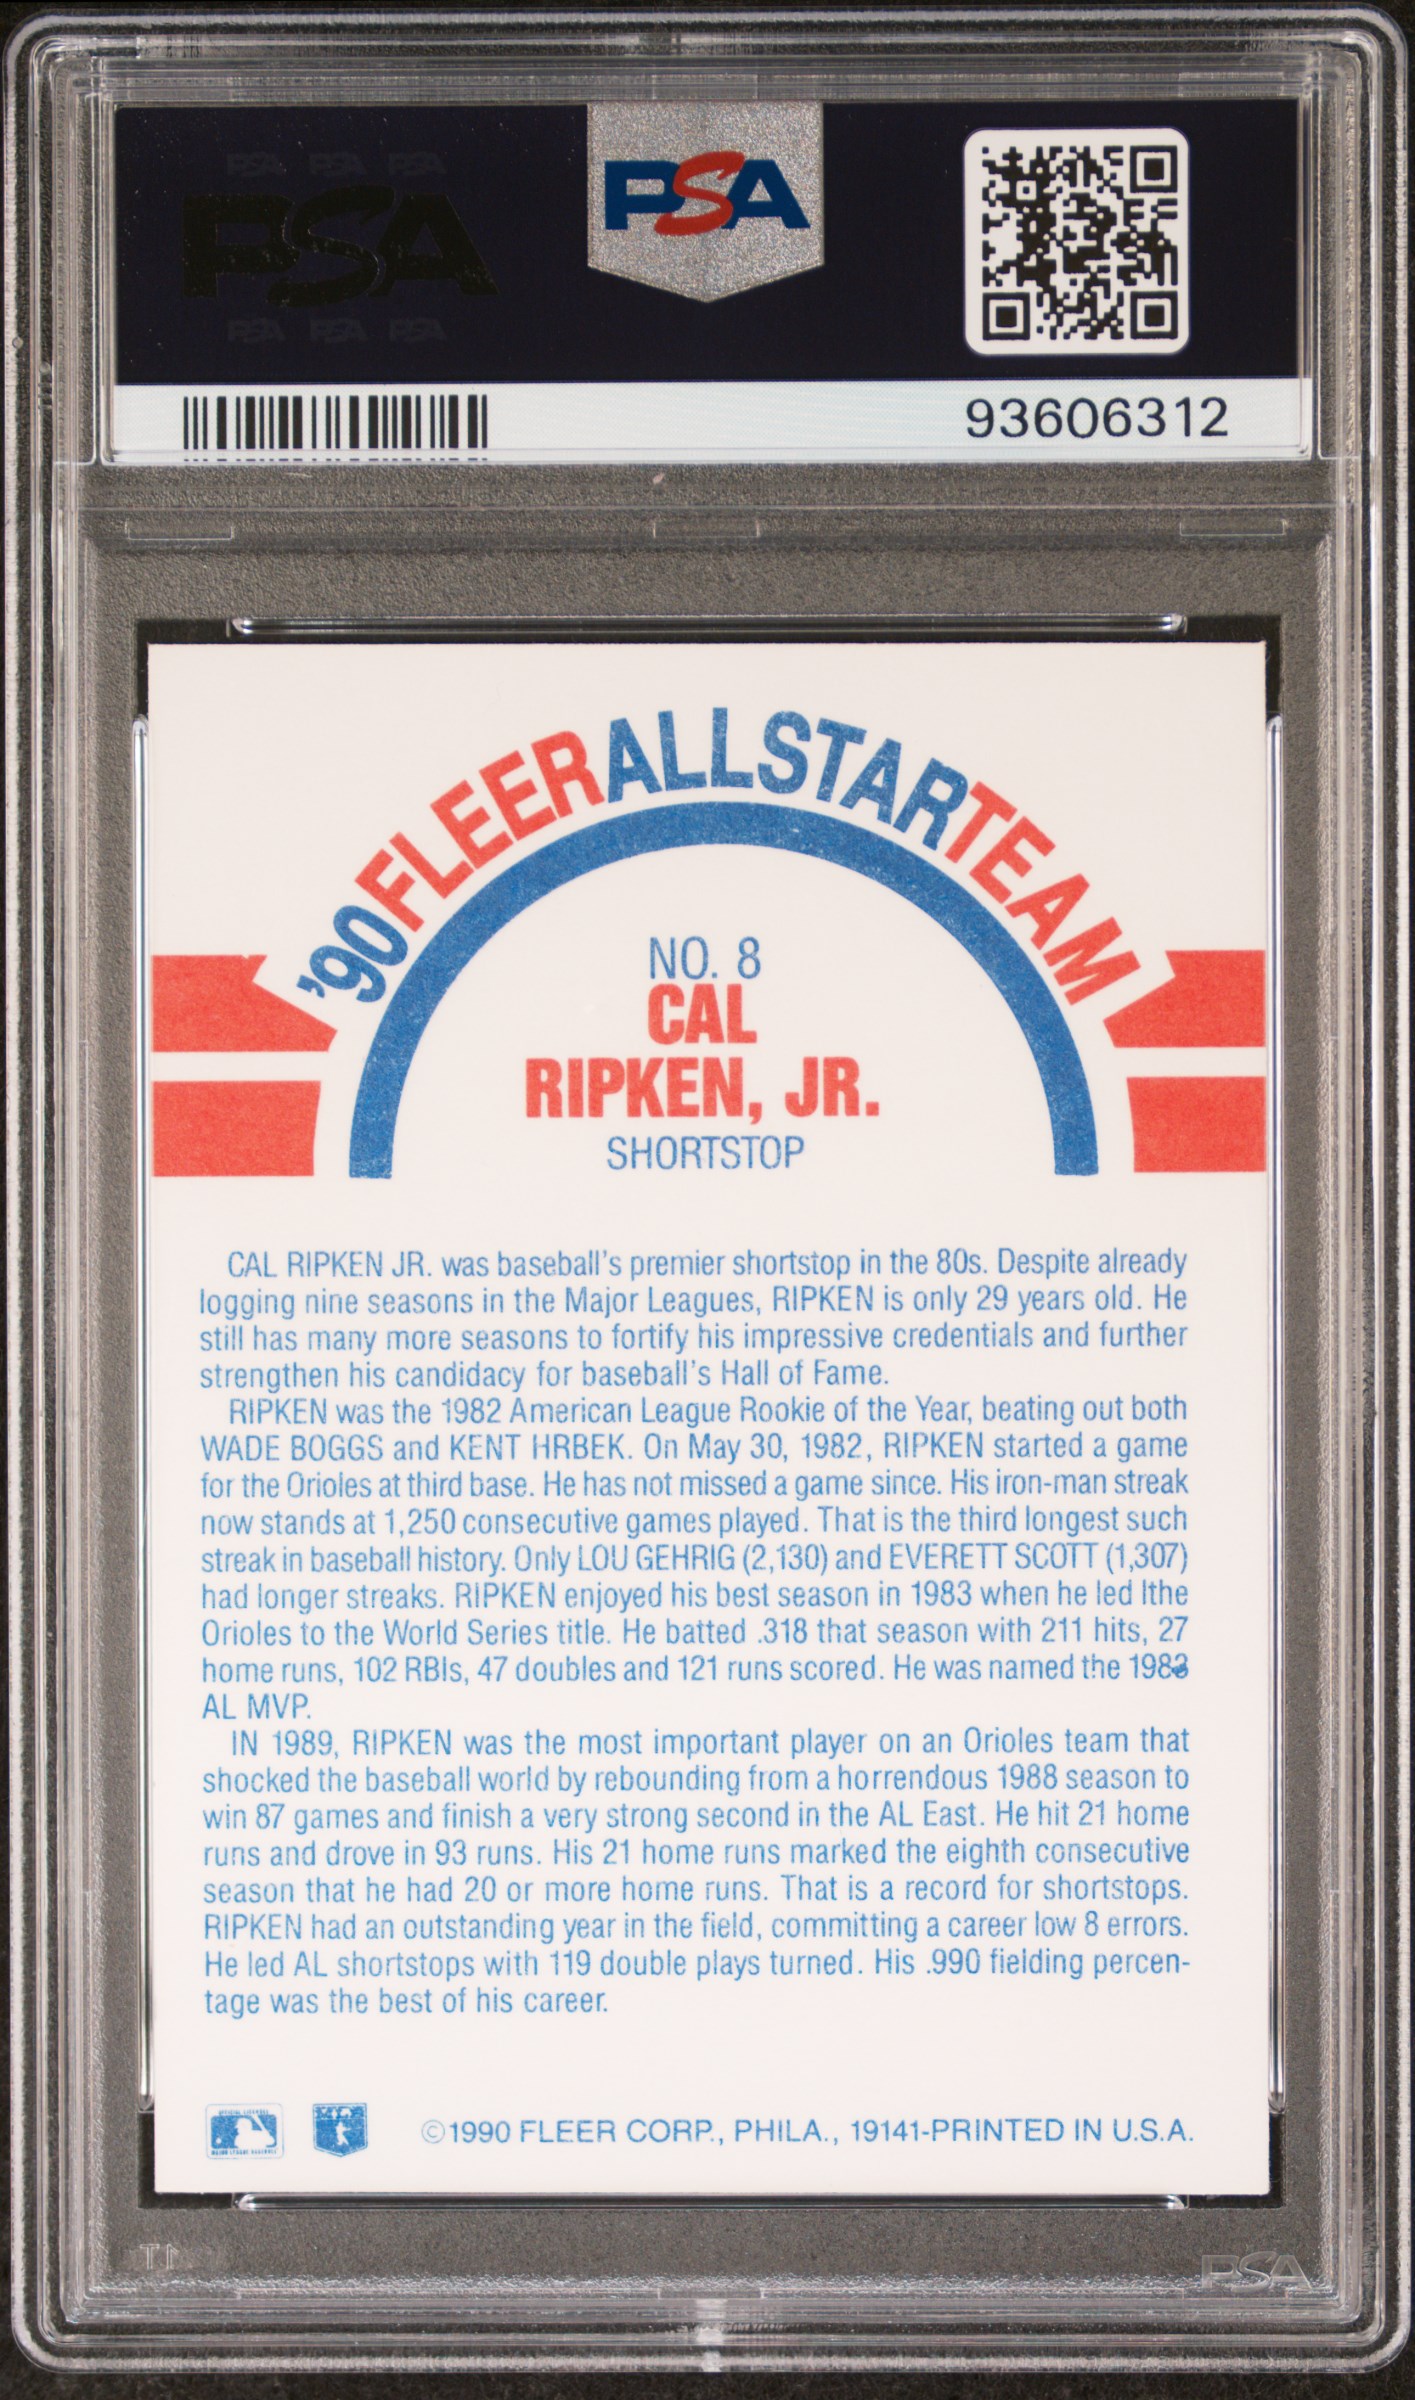 PSA PSA PSA
PSA
PSA PSA PSA
PSA
93606312
'90 FLEER ALL STAR TEAM
NO. 8
CAL
RIPKEN, JR.
SHORTSTOP
CAL RIPKEN JR. was baseball's premier shortstop in the 80s. Despite already
logging nine seasons in the Major Leagues, RIPKEN is only 29 years old. He
still has many more seasons to fortify his impressive credentials and further
strengthen his candidacy for baseball's Hall of Fame.
RIPKEN was the 1982 American League Rookie of the Year, beating out both
WADE BOGGS and KENT HRBEK. On May 30, 1982, RIPKEN started a game
for the Orioles at third base. He has not missed a game since. His iron-man streak
now stands at 1,250 consecutive games played. That is the third longest such
streak in baseball history. Only LOU GEHRIG (2,130) and EVERETT SCOTT (1,307)
had longer streaks. RIPKEN enjoyed his best season in 1983 when he led lthe
Orioles to the World Series title. He batted .318 that season with 211 hits, 27
home runs, 102 RBIs, 47 doubles and 121 runs scored. He was named the 1983
AL MVP.
IN 1989, RIPKEN was the most important player on an Orioles team that
shocked the baseball world by rebounding from a horrendous 1988 season to
win 87 games and finish a very strong second in the AL East. He hit 21 home
runs and drove in 93 runs. His 21 home runs marked the eighth consecutive
season that he had 20 or more home runs. That is a record for shortstops.
RIPKEN had an outstanding year in the field, committing a career low 8 errors.
He led AL shortstops with 119 double plays turned. His .990 fielding percen-
tage was the best of his career.
©1990 FLEER CORP., PHILA., 19141-PRINTED IN U.S.A.
PSA